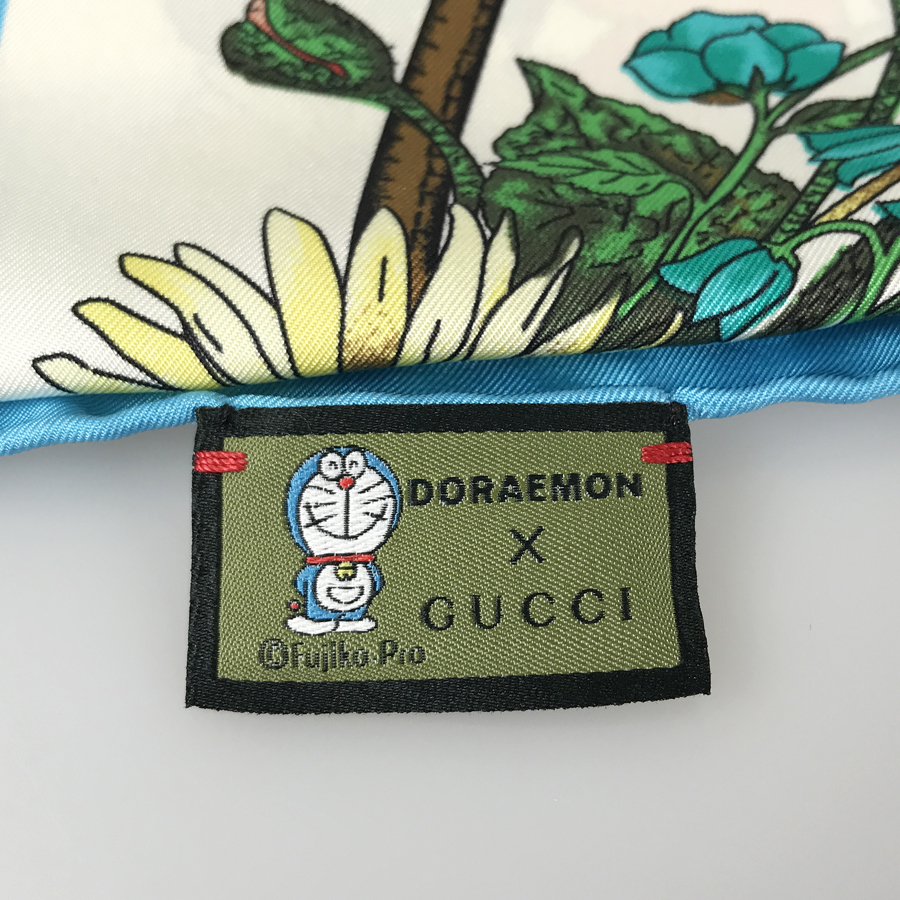 DORAEMON
X
GUCCI
©Fujiko-Pro